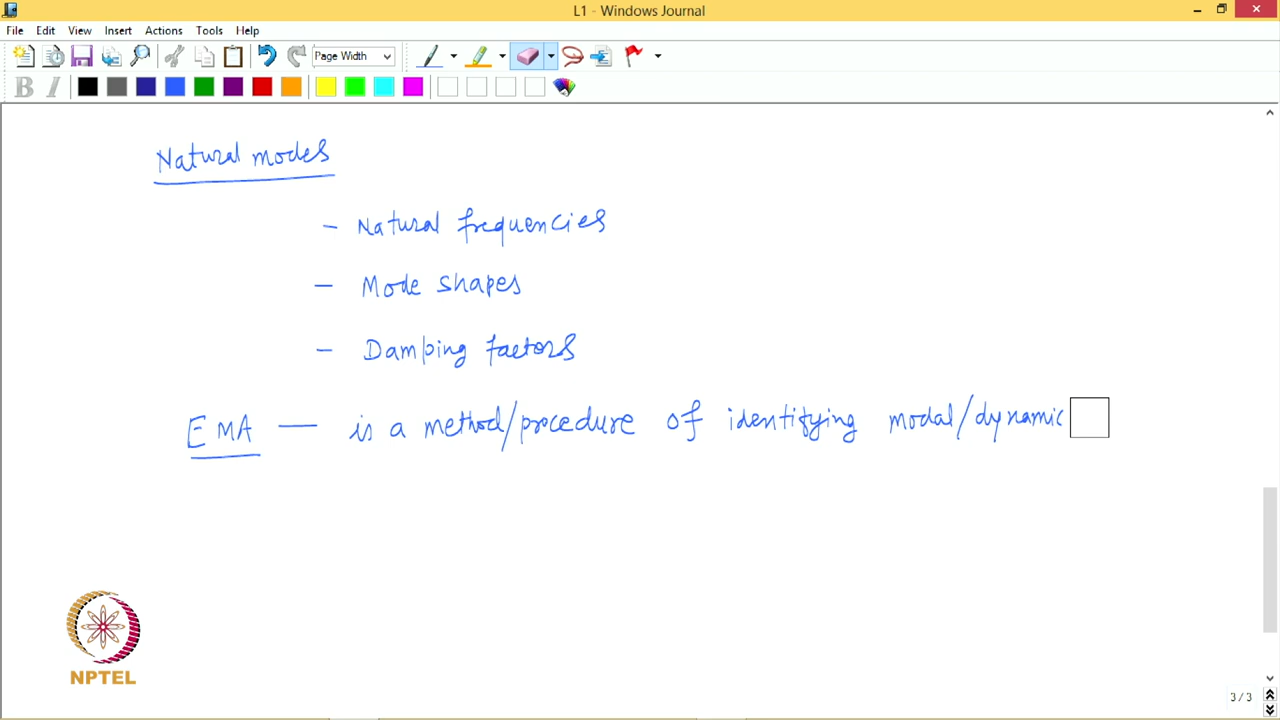 L1 - Windows Journal
File Edit View Insert Actions Tools Help
Page Width
B I
Natural modes
- Natural frequencies
- Mode shapes
- Damping factors
EMA — is a method/procedure of identifying modal/dynamic
NPTEL
3 / 3